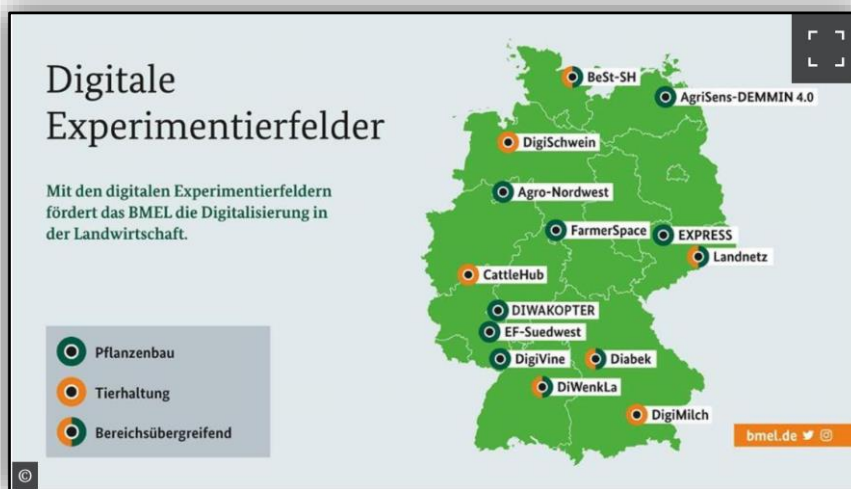 Digitale
Experimentierfelder
Mit den digitalen Experimentierfeldern
fördert das BMEL die Digitalisierung in
der Landwirtschaft.
Pflanzenbau
Tierhaltung
Bereichsübergreifend
BeSt-SH
AgriSens-DEMMIN 4.0
DigiSchwein
Agro-Nordwest
FarmerSpace
EXPRESS
Landnetz
CattleHub
DIWAKOPTER
EF-Suedwest
DigiVine
Diabek
DiWenkLa
DigiMilch
bmel.de
©